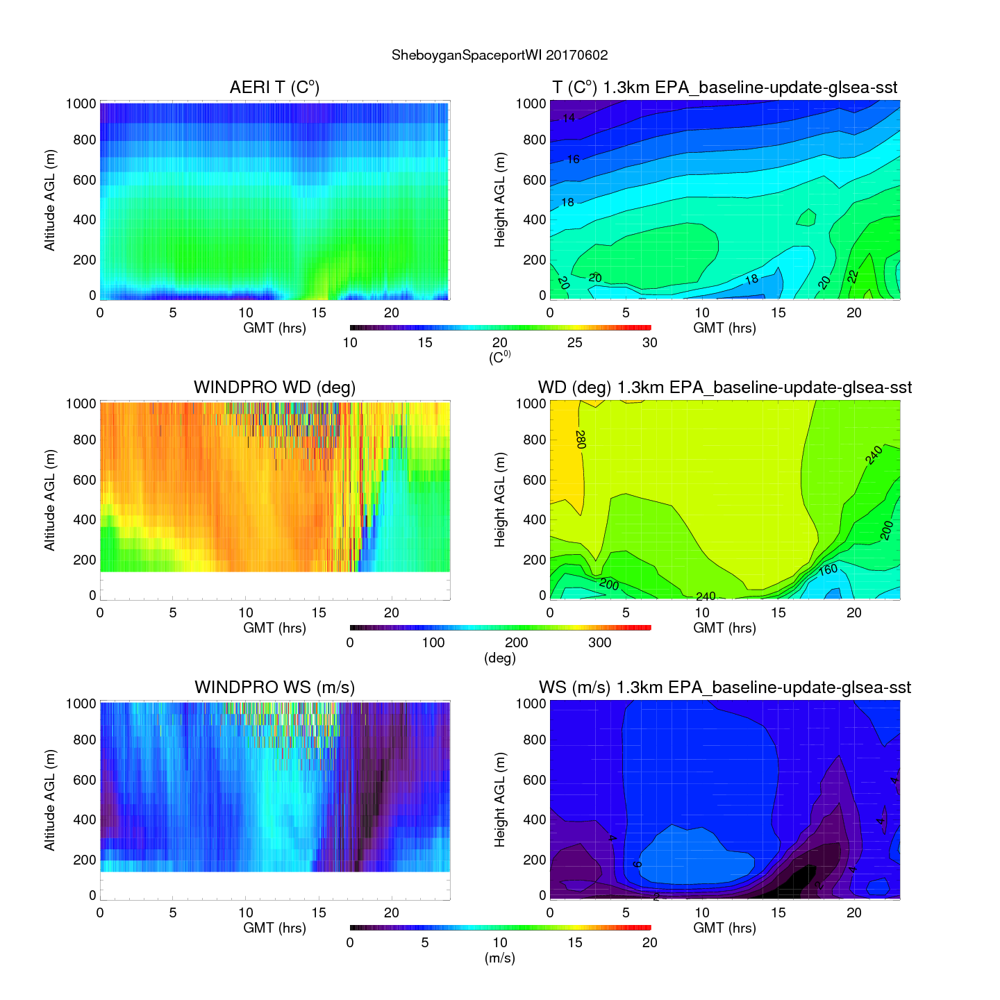 SheboyganSpaceportWI 20170602
AERI T (C°)
T (C°) 1.3km EPA_baseline-update-glsea-sst
Altitude AGL (m)
1000
800
600
400
200
0
0 5 10 15 20
GMT (hrs)
Height AGL (m)
1000
800
600
400
200
0
14
16
18
20
20
18
20
22
0 5 10 15 20
GMT (hrs)
10 15 20 25 30
(C⁰⁾
WINDPRO WD (deg)
WD (deg) 1.3km EPA_baseline-update-glsea-sst
Altitude AGL (m)
1000
800
600
400
200
0
0 5 10 15 20
GMT (hrs)
Height AGL (m)
1000
800
600
400
200
0
280
240
200
160
200
240
0 5 10 15 20
GMT (hrs)
0 100 200 300
(deg)
WINDPRO WS (m/s)
WS (m/s) 1.3km EPA_baseline-update-glsea-sst
Altitude AGL (m)
1000
800
600
400
200
0
0 5 10 15 20
GMT (hrs)
Height AGL (m)
1000
800
600
400
200
0
4
4
4
6
4
2
2
0 5 10 15 20
GMT (hrs)
0 5 10 15 20
(m/s)